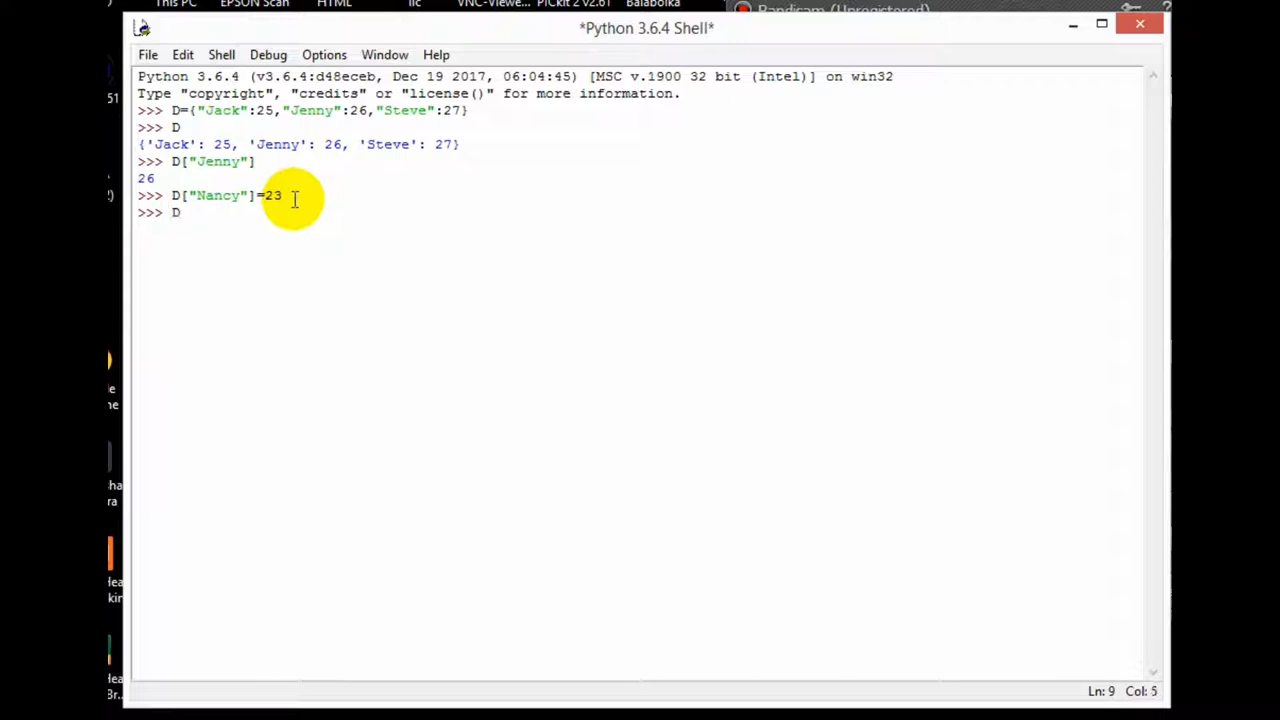 This PC EPSON Scan HTML iic VNC-Viewe... PICkit 2 v2.61 Balabolka
Bandicam (Unregistered)
*Python 3.6.4 Shell*
File Edit Shell Debug Options Window Help
Python 3.6.4 (v3.6.4:d48eceb, Dec 19 2017, 06:04:45) [MSC v.1900 32 bit (Intel)] on win32
Type "copyright", "credits" or "license()" for more information.
>>> D={"Jack":25,"Jenny":26,"Steve":27}
>>> D
{'Jack': 25, 'Jenny': 26, 'Steve': 27}
>>> D["Jenny"]
26
>>> D["Nancy"]=23
>>> D
Ln: 9 Col: 5